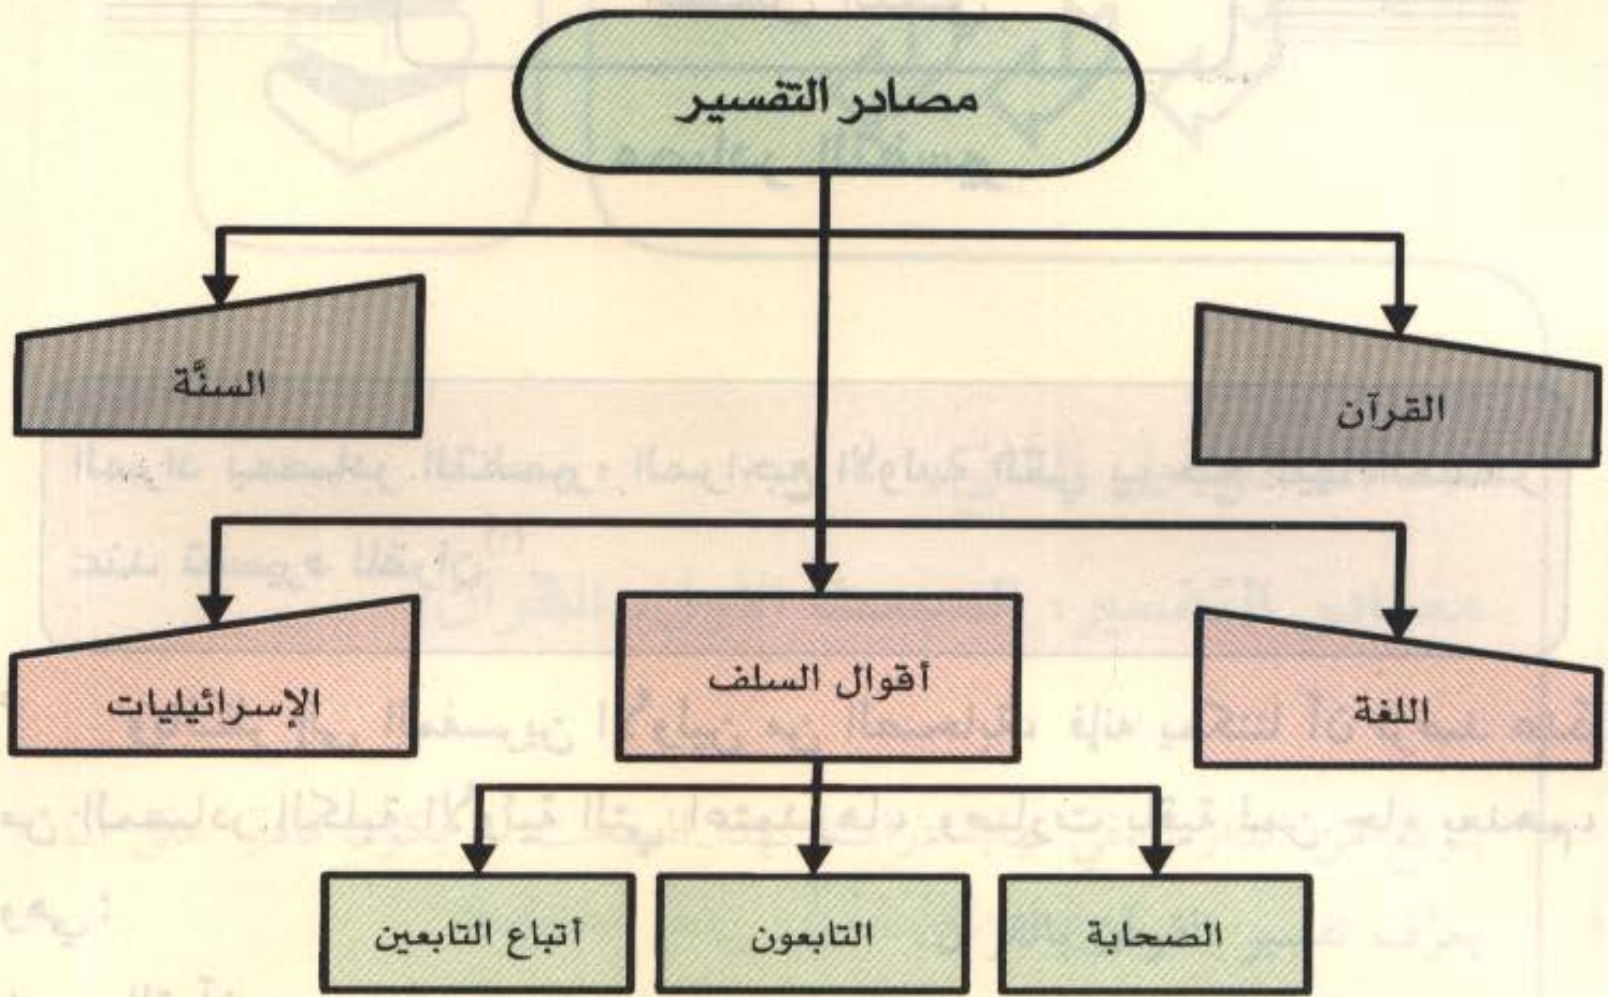 مصادر التفسير
القرآن
السنَّة
اللغة
أقوال السلف
الإسرائيليات
الصحابة
التابعون
أتباع التابعين